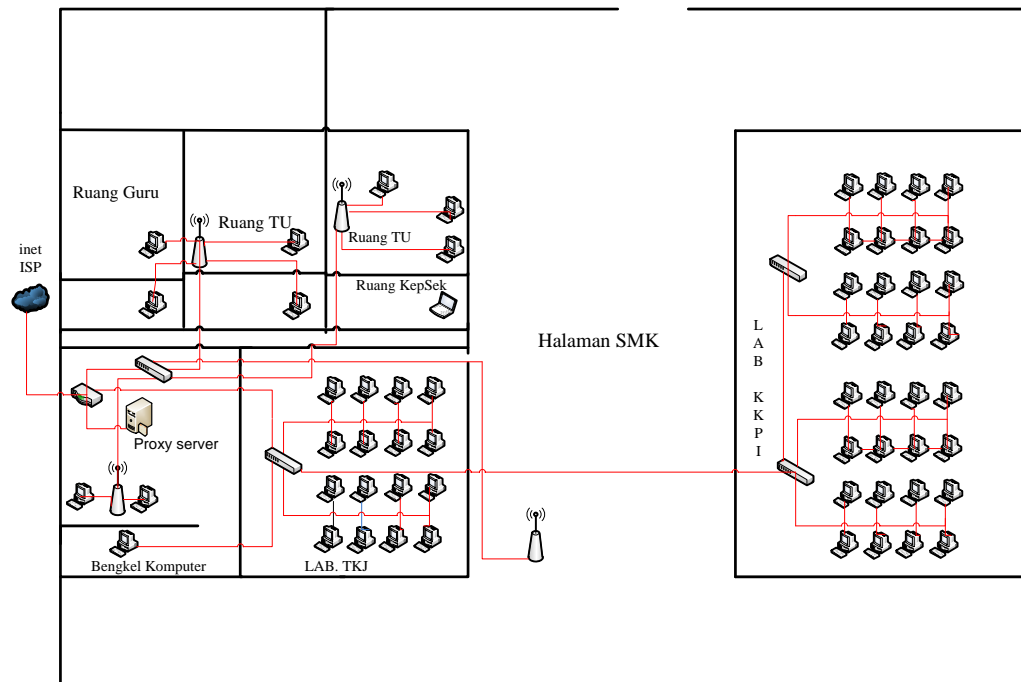 Ruang Guru
Ruang TU
Ruang TU
inet
ISP
Ruang KepSek
Halaman SMK
L
A
B
K
K
P
I
Proxy server
Bengkel Komputer
LAB. TKJ